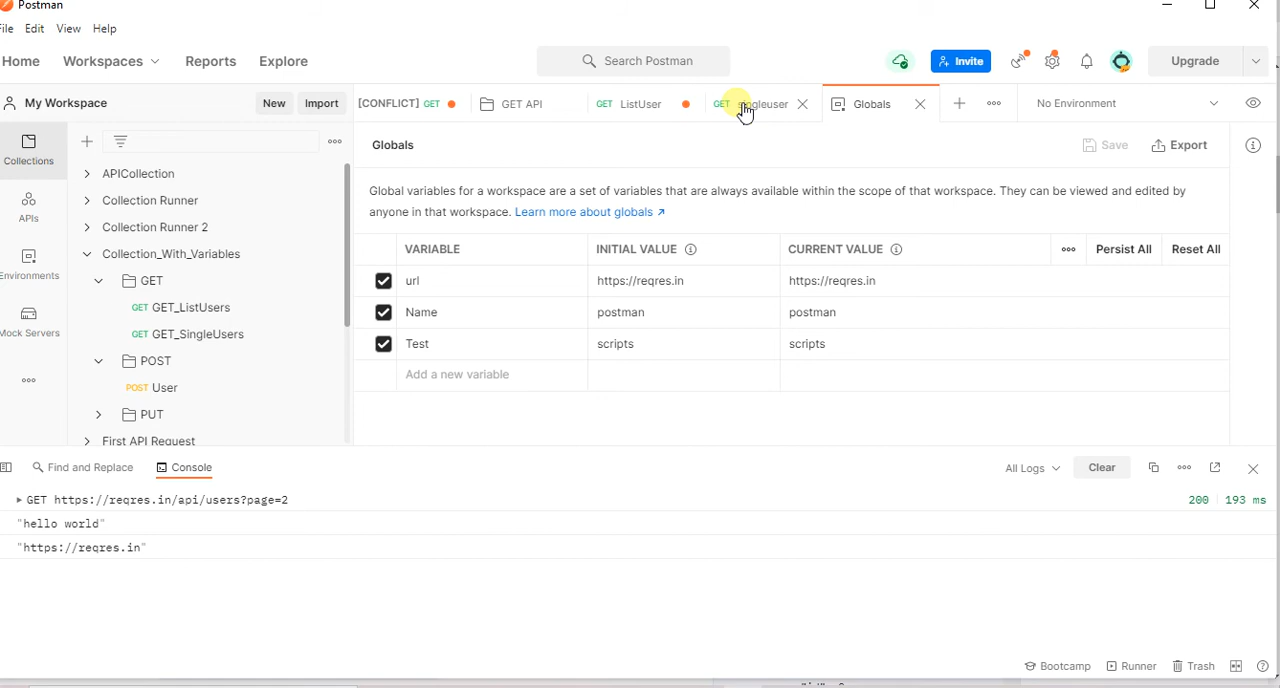 Postman
File Edit View Help
Home Workspaces Reports Explore Search Postman Invite Upgrade
My Workspace New Import [CONFLICT] GET GET API GET ListUser GET singleuser Globals No Environment
Collections
APICollection
Globals Save Export
Collection Runner
Global variables for a workspace are a set of variables that are always available within the scope of that workspace. They can be viewed and edited by
anyone in that workspace. Learn more about globals ↗
APIs
Collection Runner 2
Collection_With_Variables
VARIABLE INITIAL VALUE CURRENT VALUE Persist All Reset All
Environments
GET
url https://reqres.in https://reqres.in
GET GET_ListUsers
Name postman postman
Mock Servers
GET GET_SingleUsers
Test scripts scripts
POST
Add a new variable
POST User
PUT
First API Request
Find and Replace Console All Logs Clear
GET https://reqres.in/api/users?page=2 200 193 ms
"hello world"
"https://reqres.in"
Bootcamp Runner Trash